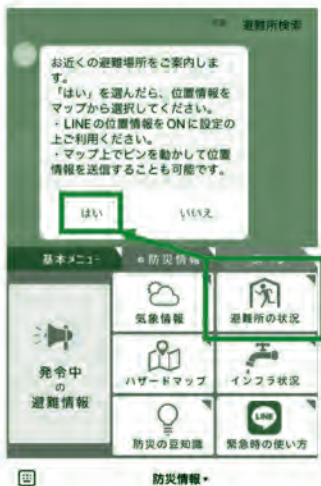 避難所検索
お近くの避難場所をご案内しま
す。
「はい」を選んだら、位置情報を
マップから選択してください。
・LINEの位置情報をONに設定の
上ご利用ください。
・マップ上でピンを動かして位置
情報を送信することも可能です。
はい いいえ
基本メニュー 防災情報
発令中
の
避難情報
気象情報 避難所の状況
ハザードマップ インフラ状況
LINE
防災の豆知識 緊急時の使い方
防災情報